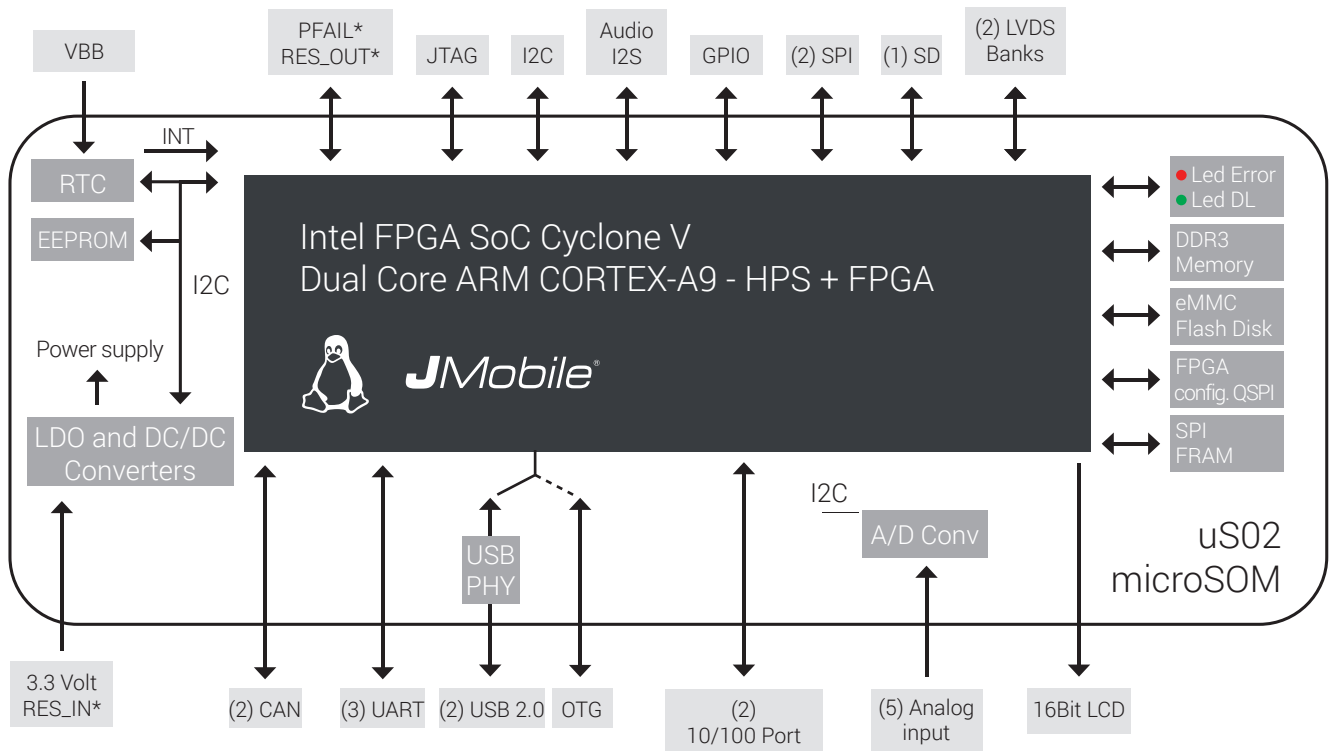 VBB
PFAIL*
RES_OUT*
JTAG
I2C
Audio
I2S
GPIO
(2) SPI
(1) SD
(2) LVDS
Banks
INT
RTC
EEPROM
I2C
Power supply
LDO and DC/DC
Converters
Intel FPGA SoC Cyclone V
Dual Core ARM CORTEX-A9 - HPS + FPGA
JMobile®
Led Error
Led DL
DDR3
Memory
eMMC
Flash Disk
FPGA
config. QSPI
SPI
FRAM
USB
PHY
I2C
A/D Conv
uS02
microSOM
3.3 Volt
RES_IN*
(2) CAN
(3) UART
(2) USB 2.0
OTG
(2)
10/100 Port
(5) Analog
input
16Bit LCD